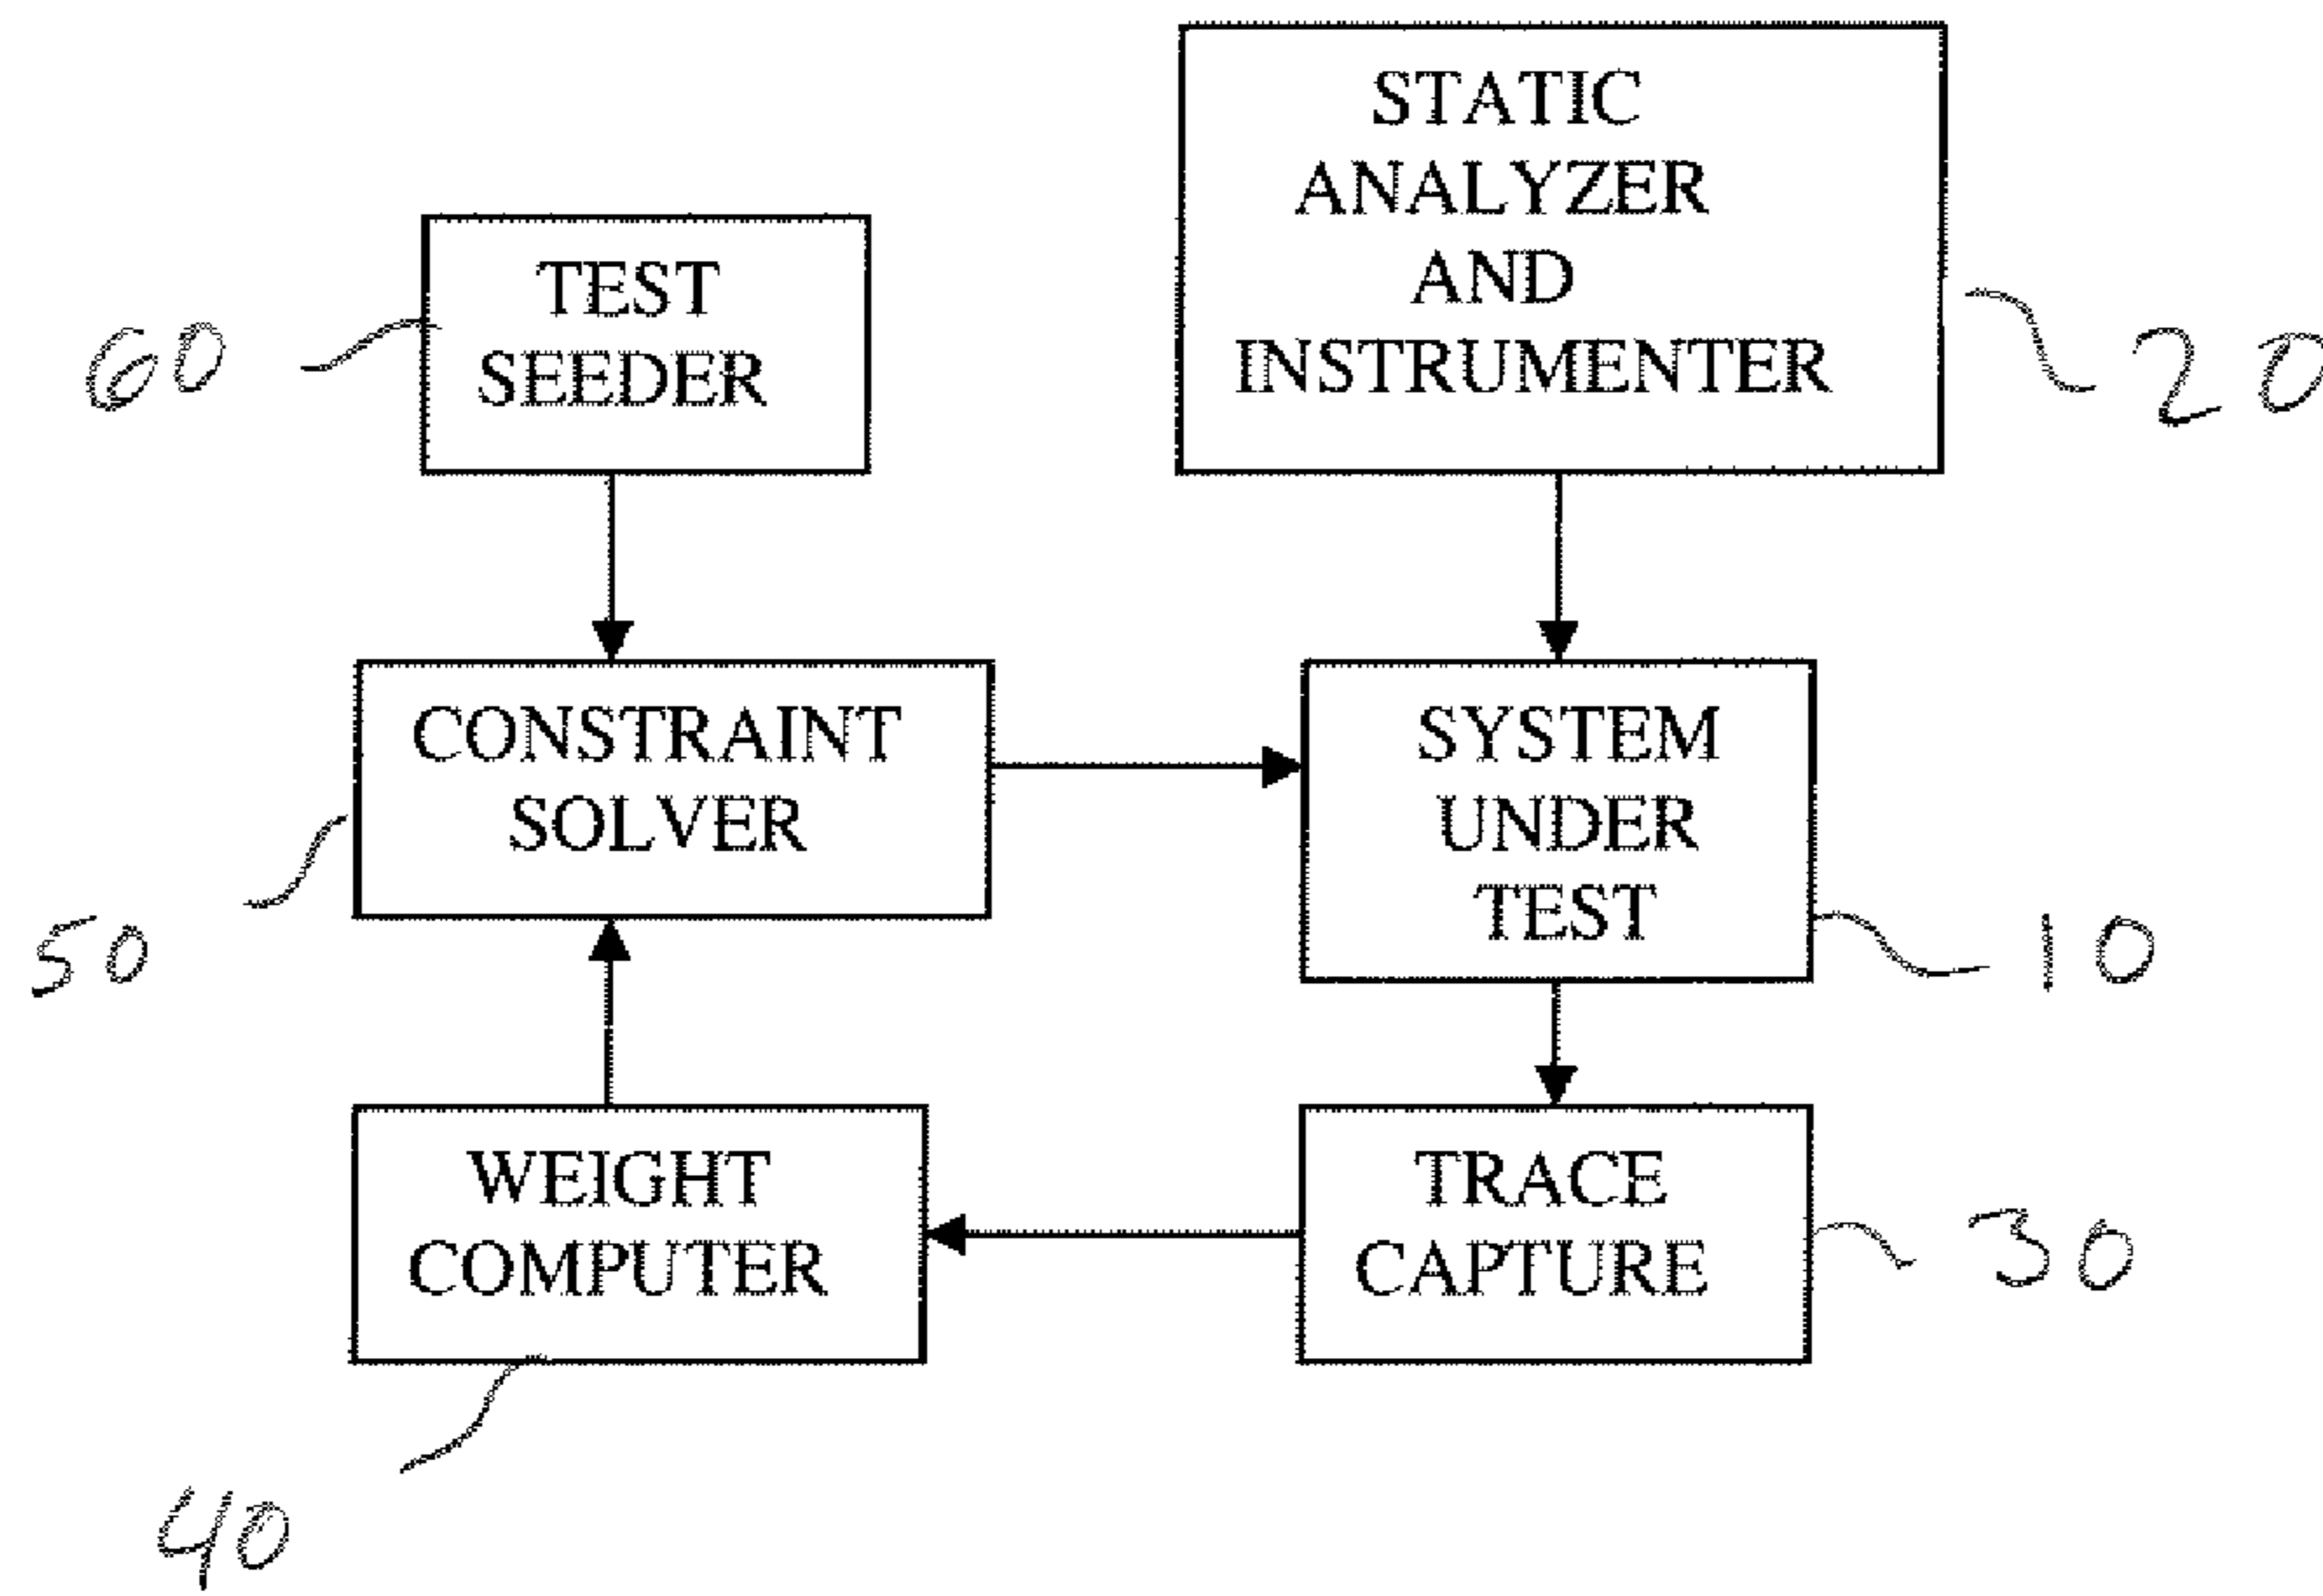 STATIC
ANALYZER
AND
INSTRUMENTER
20
TEST
SEEDER
60
CONSTRAINT
SOLVER
50
SYSTEM
UNDER
TEST
10
WEIGHT
COMPUTER
40
TRACE
CAPTURE
30